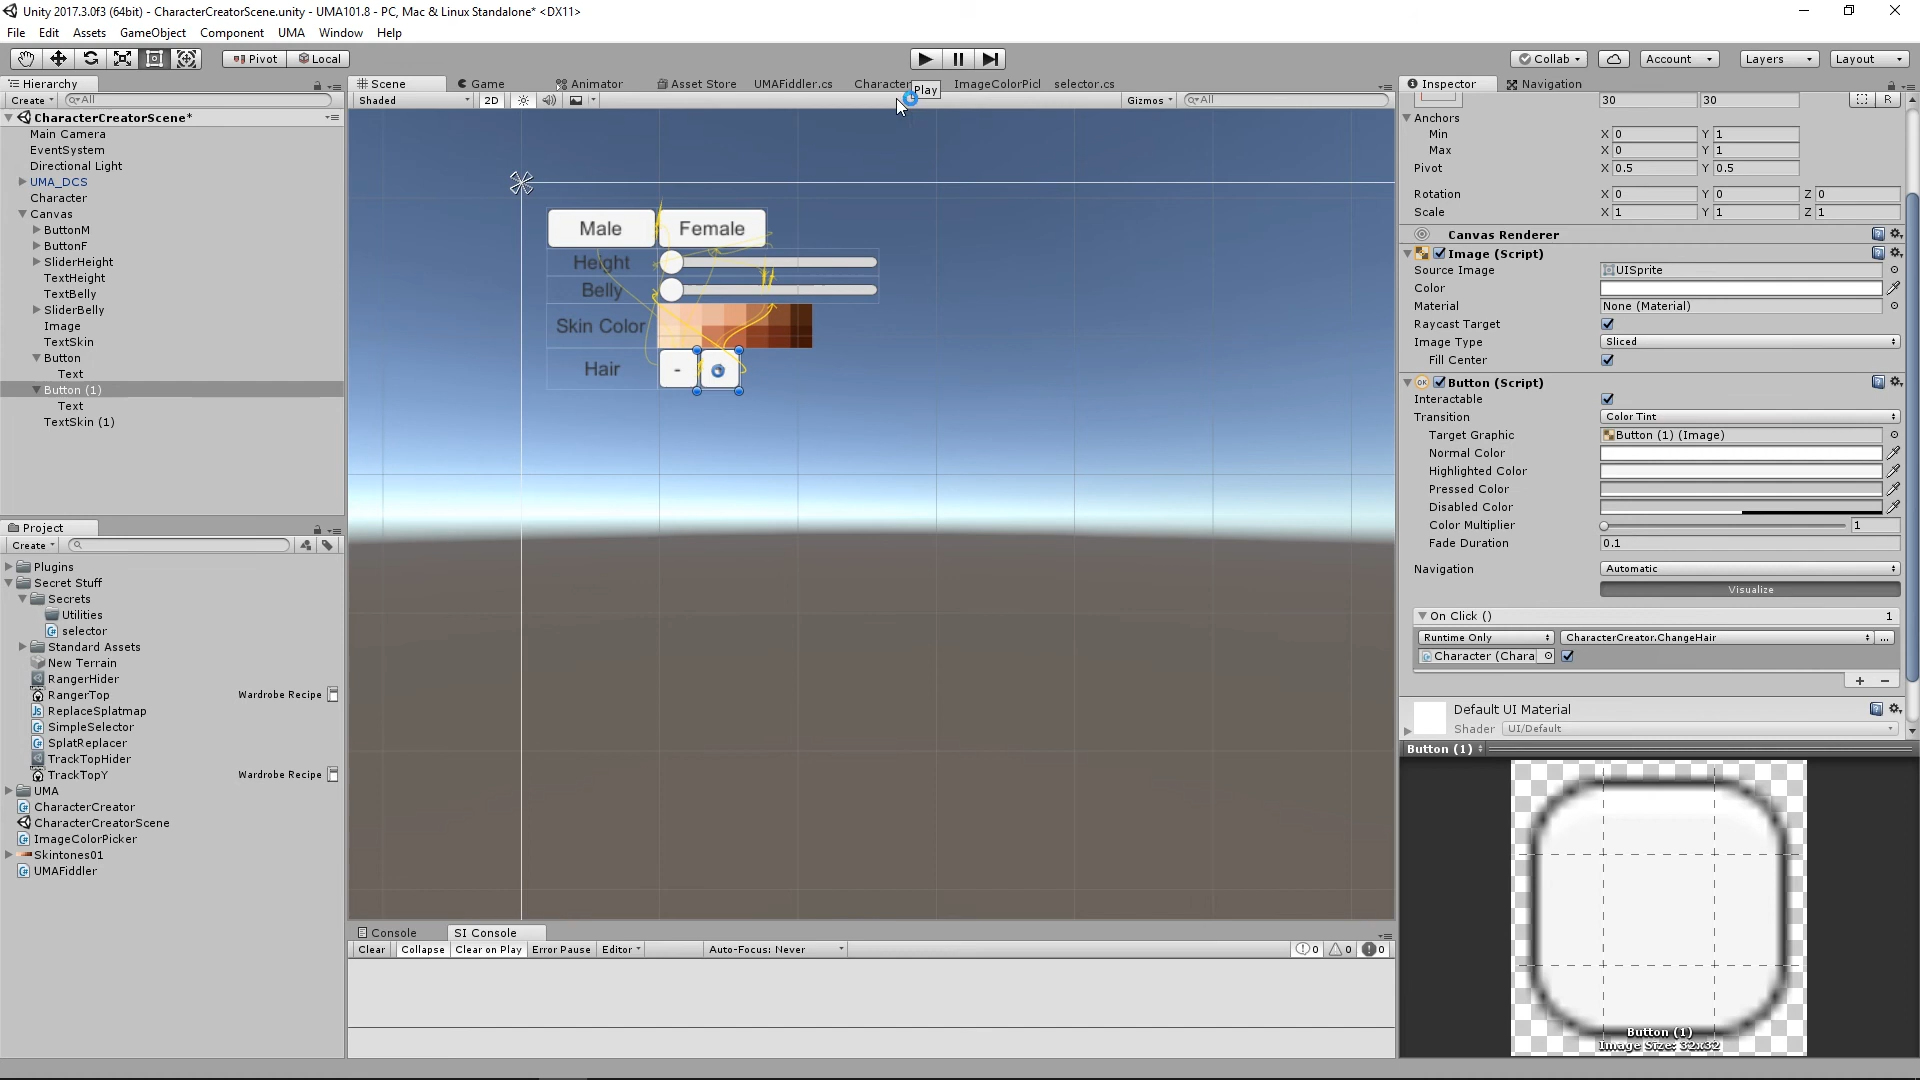 Unity 2017.3.0f3 (64bit) - CharacterCreatorScene.unity - UMA101.8 - PC, Mac & Linux Standalone* <DX11>
File Edit Assets GameObject Component UMA Window Help
Pivot Local Collab Account Layers Layout
Hierarchy
Create All
CharacterCreatorScene*
Main Camera
EventSystem
Directional Light
UMA_DCS
Character
Canvas
ButtonM
ButtonF
SliderHeight
TextHeight
TextBelly
SliderBelly
Image
TextSkin
Button
Text
Button (1)
Text
TextSkin (1)
Project
Create
Plugins
Secret Stuff
Secrets
Utilities
selector
Standard Assets
New Terrain
RangerHider
RangerTop Wardrobe Recipe
ReplaceSplatmap
SimpleSelector
SplatReplacer
TrackTopHider
TrackTopY Wardrobe Recipe
UMA
CharacterCreator
CharacterCreatorScene
ImageColorPicker
Skintones01
UMAFiddler
Scene Game Animator Asset Store UMAFiddler.cs Character ImageColorPicl selector.cs
Play
Shaded 2D Gizmos All
Male Female
Height
Belly
Skin Color
Hair -
Console SI Console
Clear Collapse Clear on Play Error Pause Editor Auto-Focus: Never 0 0 0
Inspector Navigation
30 30 R
Anchors
Min X 0 Y 1
Max X 0 Y 1
Pivot X 0.5 Y 0.5
Rotation X 0 Y 0 Z 0
Scale X 1 Y 1 Z 1
Canvas Renderer
Image (Script)
Source Image UISprite
Color
Material None (Material)
Raycast Target
Image Type Sliced
Fill Center
OK Button (Script)
Interactable
Transition Color Tint
Target Graphic Button (1) (Image)
Normal Color
Highlighted Color
Pressed Color
Disabled Color
Color Multiplier 1
Fade Duration 0.1
Navigation Automatic
Visualize
On Click () 1
Runtime Only CharacterCreator.ChangeHair ...
Character (Chara
+ -
Default UI Material
Shader UI/Default
Button (1)
Button (1)
Image Size: 32x32